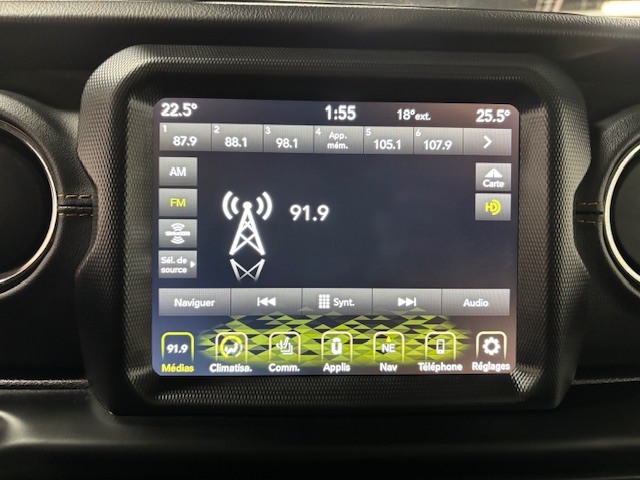 22.5° 1:55 18°ext. 25.5°
1 87.9 2 88.1 3 98.1 4 App. mém. 5 105.1 6 107.9
AM
FM
Sél. de source
91.9
Carte
HD
Naviguer Synt. Audio
91.9 NE
Médias Climatisa. Comm. Applis Nav Téléphone Réglages